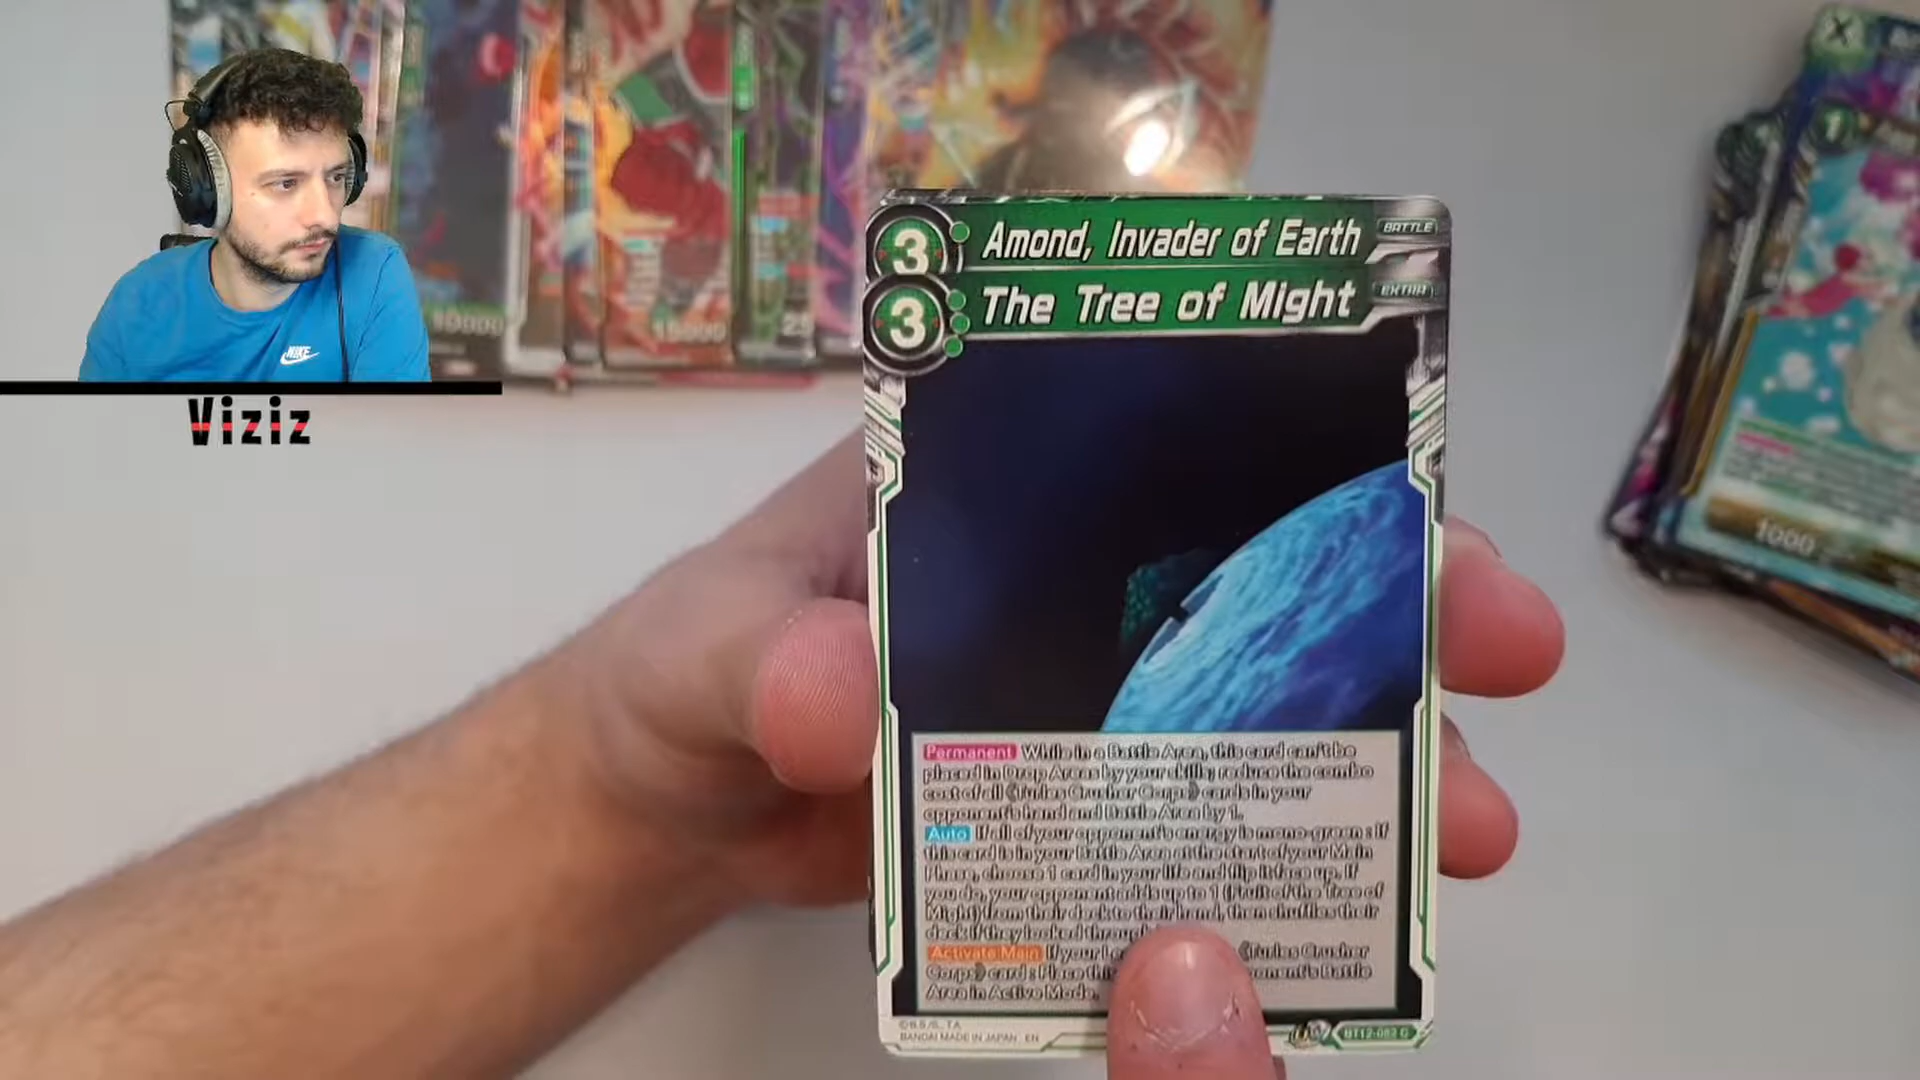 3 Amond, Invader of Earth BATTLE
3 The Tree of Might EXTRA
NIKE
Viziz
10000
15000
25
X
1
1000
Permanent While in a Battle Area, this card can't be
placed in Drop Areas by your skills; reduce the combo
cost of all 《Turles Crusher Corps》 cards in your
opponent's hand and Battle Area by 1.
Auto If all of your opponent's energy is mono-green : If
this card is in your Battle Area at the start of your Main
Phase, choose 1 card in your life and flip it face up. If
you do, your opponent adds up to 1 {Fruit of the Tree of
Might} from their deck to their hand, then shuffles their
deck if they looked through
Activate Main If your 《Turles Crusher
Corps》 card : Place this Battle
Area in Active Mode.
©B.S./S., T.A.
BANDAI MADE IN JAPAN EN
BT12-083 C